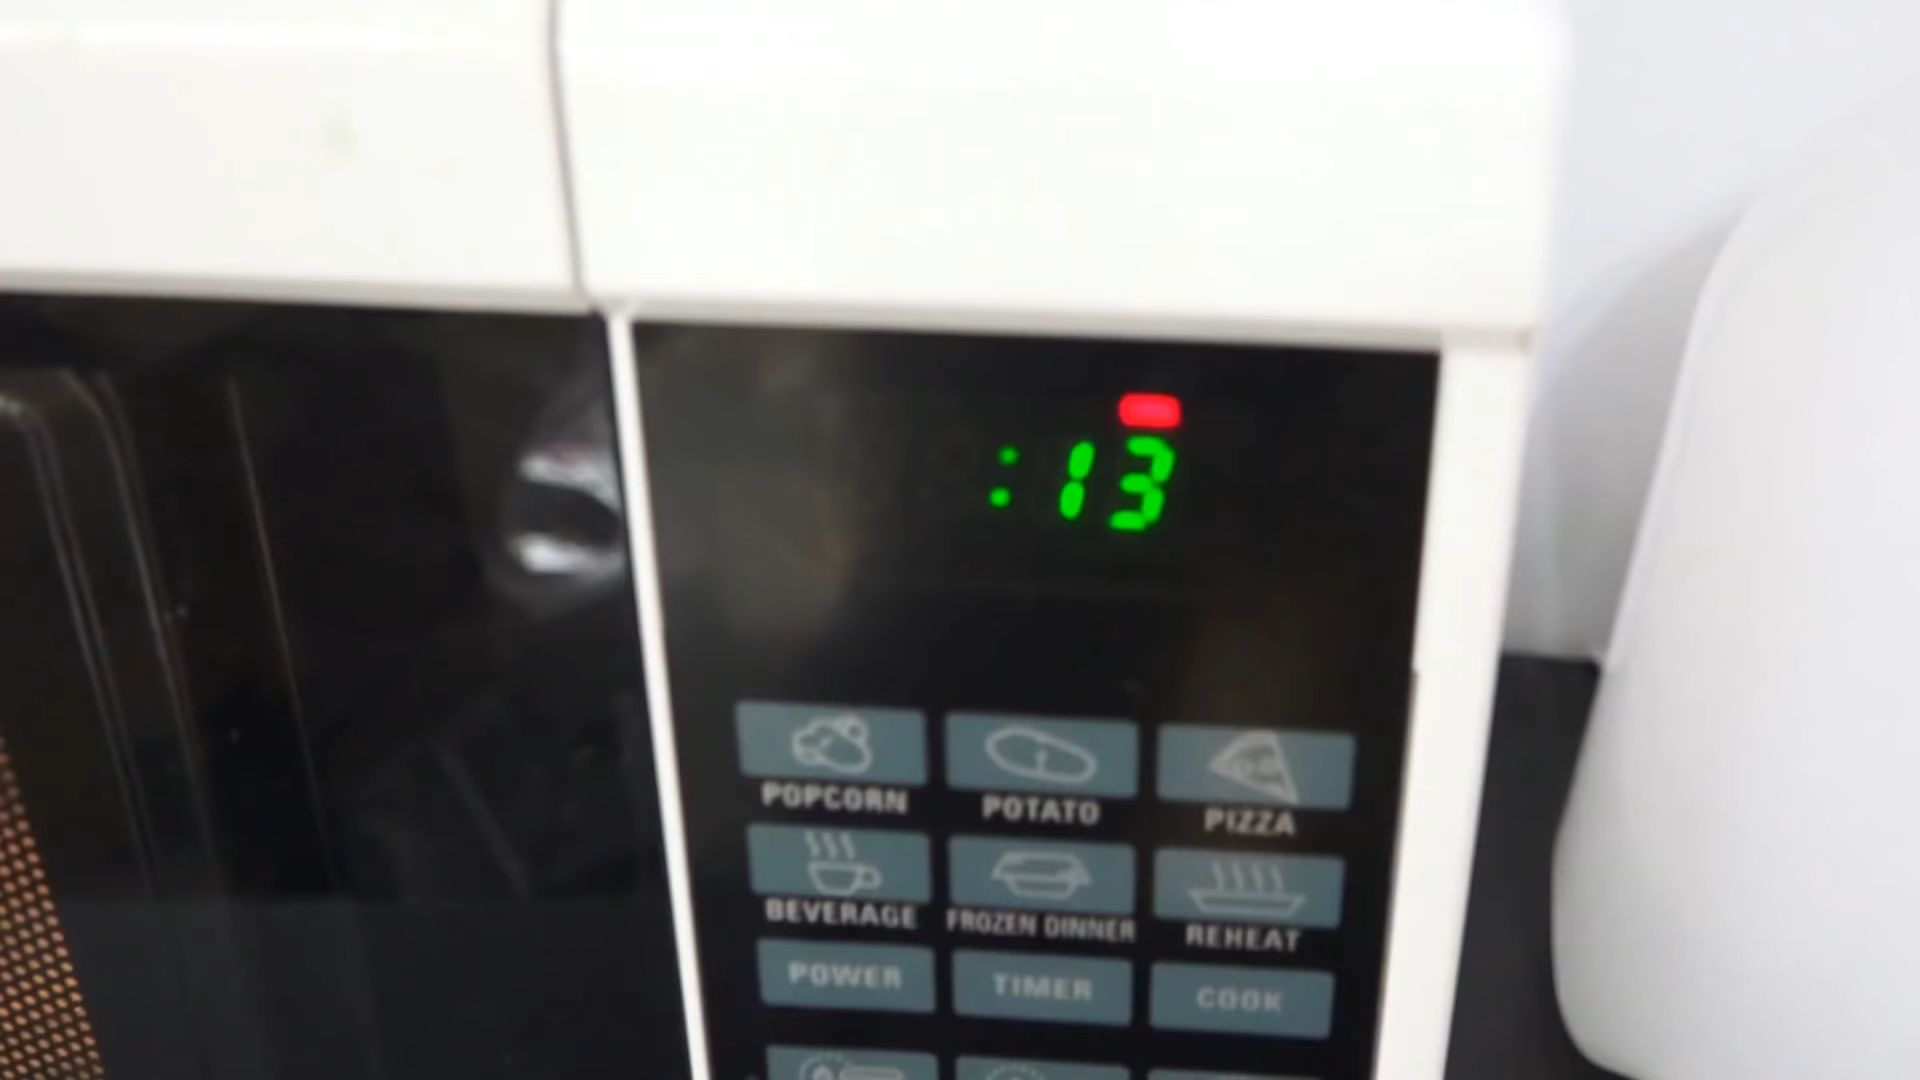 :13
POPCORN POTATO PIZZA
BEVERAGE FROZEN DINNER REHEAT
POWER TIMER COOK